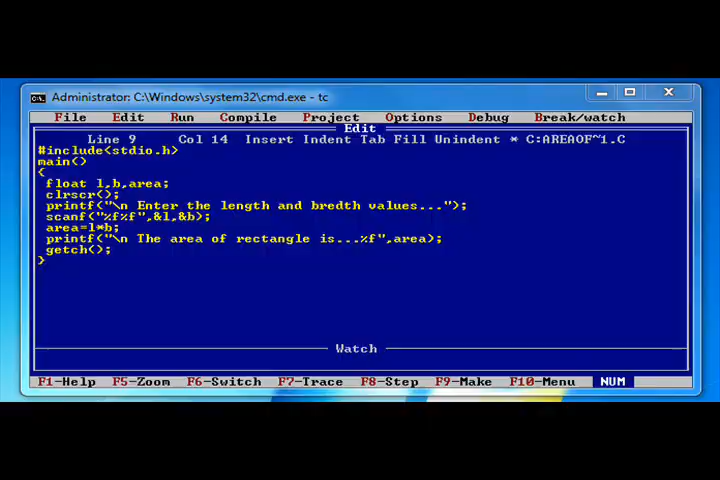 Administrator: C:\Windows\system32\cmd.exe - tc
File Edit Run Compile Project Options Debug Break/watch
Edit
Line 9 Col 14 Insert Indent Tab Fill Unindent * C:AREAOF~1.C
#include<stdio.h>
main()
{
float l,b,area;
clrscr();
printf("\n Enter the length and bredth values...");
scanf("%f%f",&l,&b);
area=l*b;
printf("\n The area of rectangle is...%f",area);
getch();
}
Watch
F1-Help F5-Zoom F6-Switch F7-Trace F8-Step F9-Make F10-Menu NUM